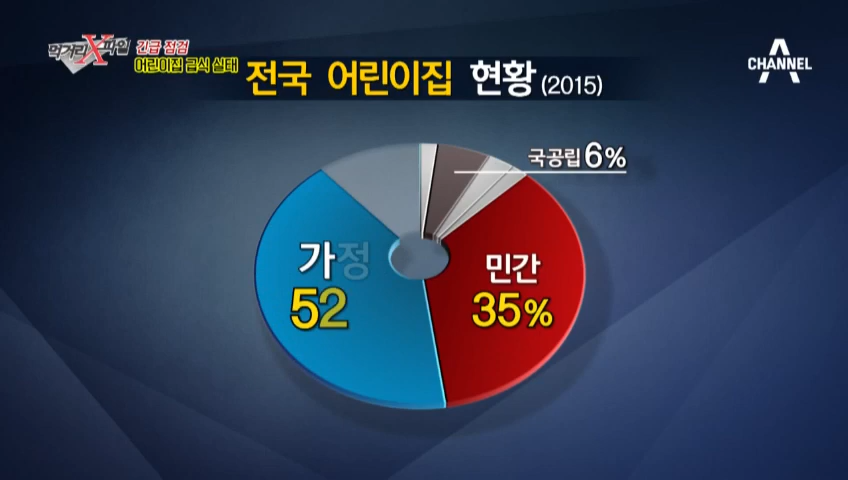 먹거리X파일
긴급 점검
어린이집 급식 실태
전국 어린이집 현황(2015)
CHANNEL A
국공립 6%
가정
52
민간
35%